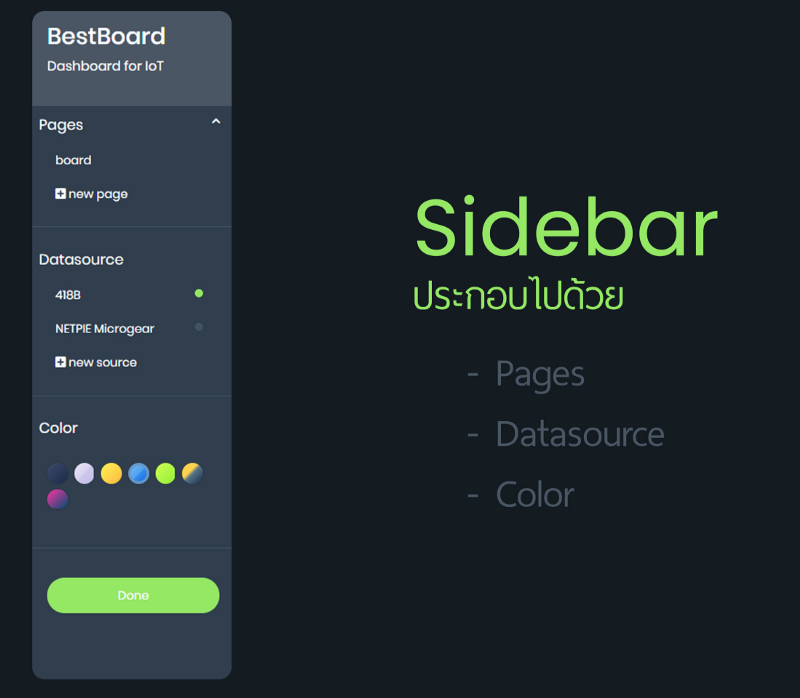 BestBoard
Dashboard for IoT
Pages
board
new page
Datasource
418B
NETPIE Microgear
new source
Color
Done
Sidebar
ประกอบไปด้วย
- Pages
- Datasource
- Color